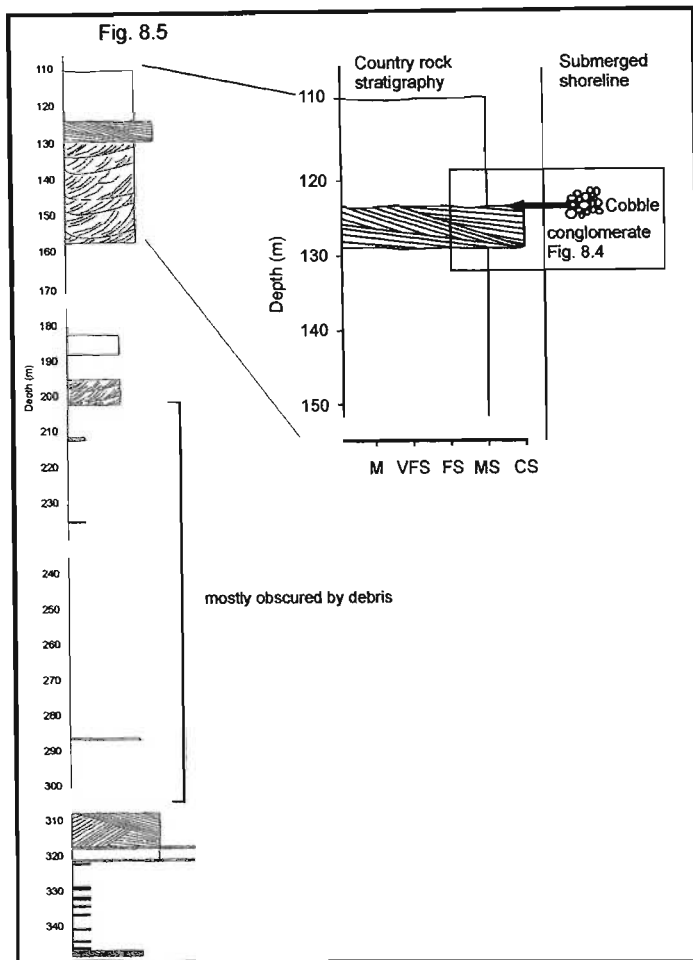 Fig. 8.5
110
120
130
140
150
160
170
180
190
200
210
220
230
240
250
260
270
280
290
300
310
320
330
340
Depth (m)
mostly obscured by debris
Country rock
stratigraphy
Submerged
shoreline
110
120
130
140
150
Depth (m)
Cobble
conglomerate
Fig. 8.4
M VFS FS MS CS